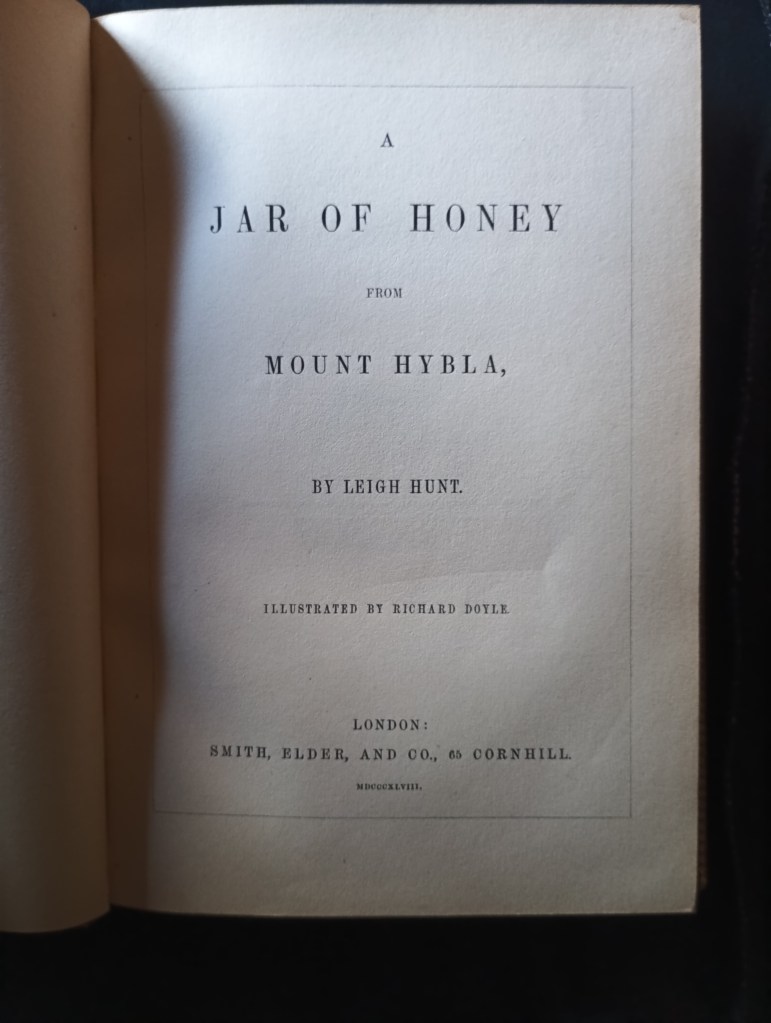 A
JAR OF HONEY
FROM
MOUNT HYBLA,
BY LEIGH HUNT.
ILLUSTRATED BY RICHARD DOYLE.
LONDON:
SMITH, ELDER, AND CO., 65 CORNHILL.
MDCCCXLVIII.